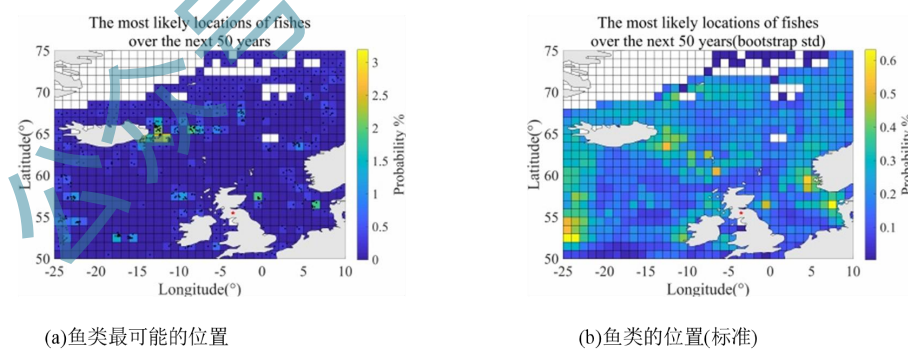 The most likely locations of fishes
over the next 50 years
75
70
65
60
55
50
Latitude(°)
-25 -20 -15 -10 -5 0 5 10
Longitude(°)
3
2.5
2
1.5
1
0.5
0
Probability %
The most likely locations of fishes
over the next 50 years(bootstrap std)
75
70
65
60
55
50
Latitude(°)
-25 -20 -15 -10 -5 0 5 10
Longitude(°)
0.6
0.5
0.4
0.3
0.2
0.1
Probability %
(a)鱼类最可能的位置
(b)鱼类的位置(标准)
公众号